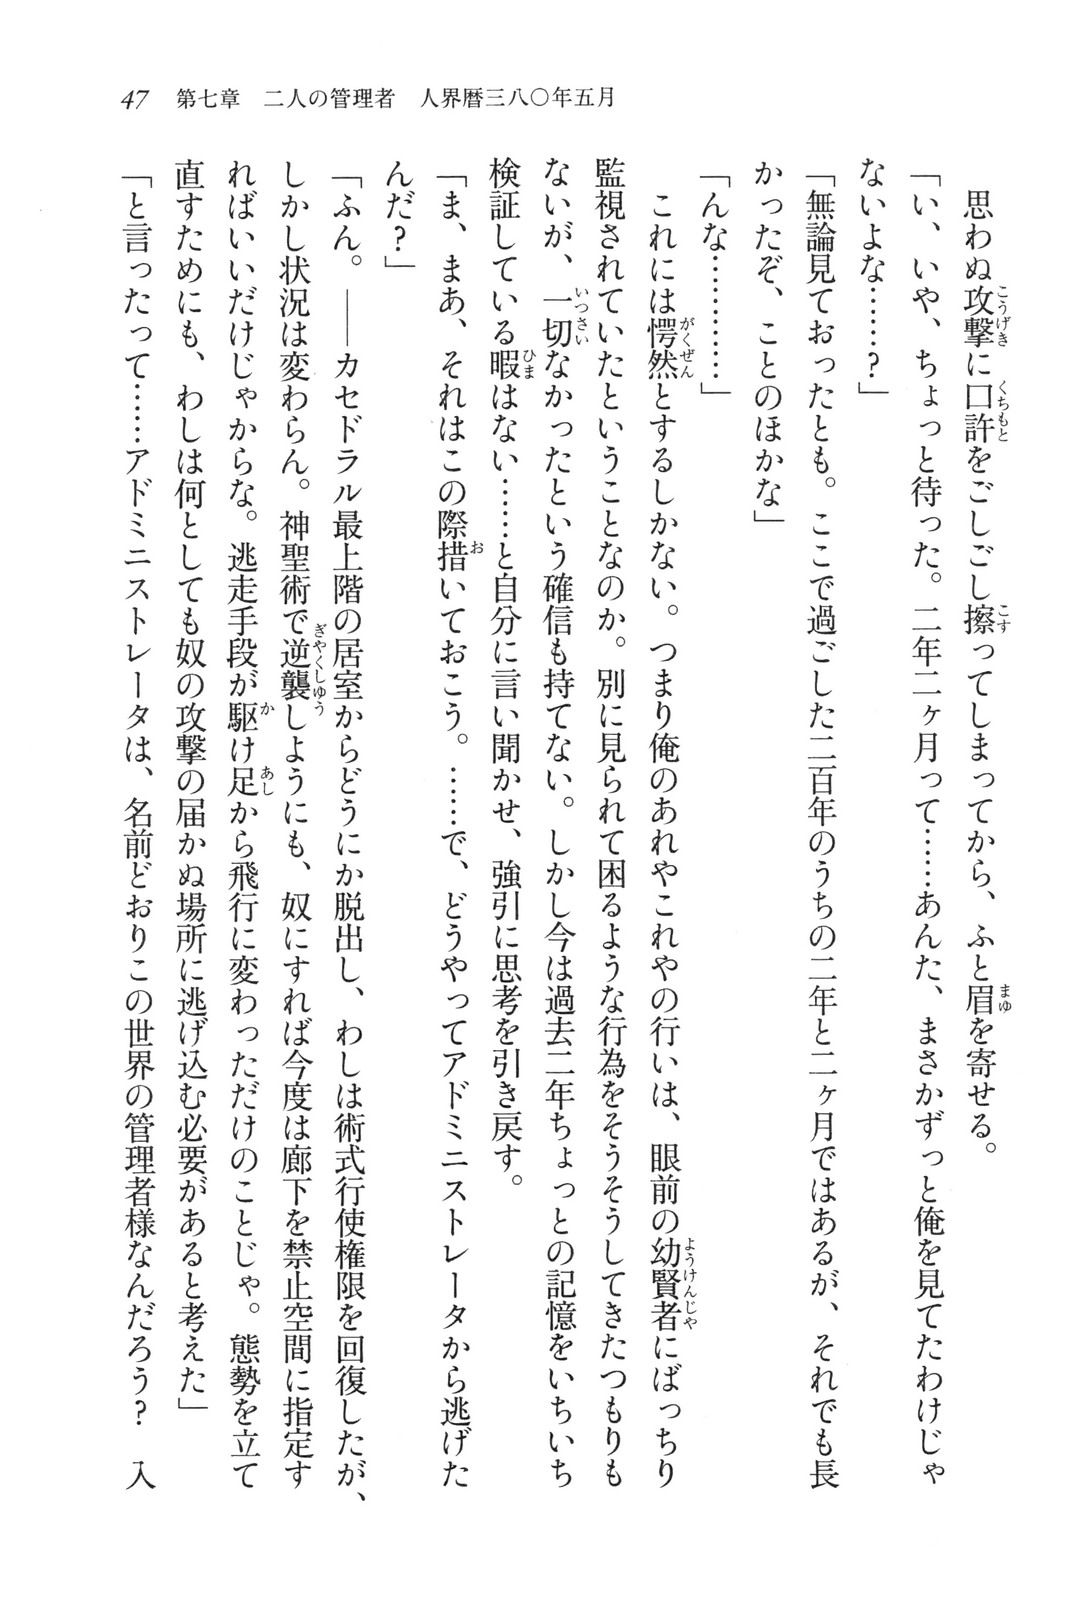 47　第七章　二人の管理者　人界暦三八〇年五月
　思わぬ攻撃に口許をごしごし擦ってしまってから、ふと眉を寄せる。
「い、いや、ちょっと待った。二年二ヶ月って……あんた、まさかずっと俺を見てたわけじゃ
ないよな……？」
「無論見ておったとも。ここで過ごした二百年のうちの二年と二ヶ月ではあるが、それでも長
かったぞ、ことのほかな」
「んな…………」
　これには愕然とするしかない。つまり俺のあれやこれやの行いは、眼前の幼賢者にばっちり
監視されていたということなのか。別に見られて困るような行為をそうそうしてきたつもりも
ないが、一切なかったという確信も持てない。しかし今は過去二年ちょっとの記憶をいちいち
検証している暇はない……と自分に言い聞かせ、強引に思考を引き戻す。
「ま、まあ、それはこの際措いておこう。……で、どうやってアドミニストレータから逃げた
んだ？」
「ふん。——カセドラル最上階の居室からどうにか脱出し、わしは術式行使権限を回復したが、
しかし状況は変わらん。神聖術で逆襲しようにも、奴にすれば今度は廊下を禁止空間に指定す
ればいいだけじゃからな。逃走手段が駆け足から飛行に変わっただけのことじゃ。態勢を立て
直すためにも、わしは何としても奴の攻撃の届かぬ場所に逃げ込む必要があると考えた」
「と言ったって……アドミニストレータは、名前どおりこの世界の管理者様なんだろう？　入